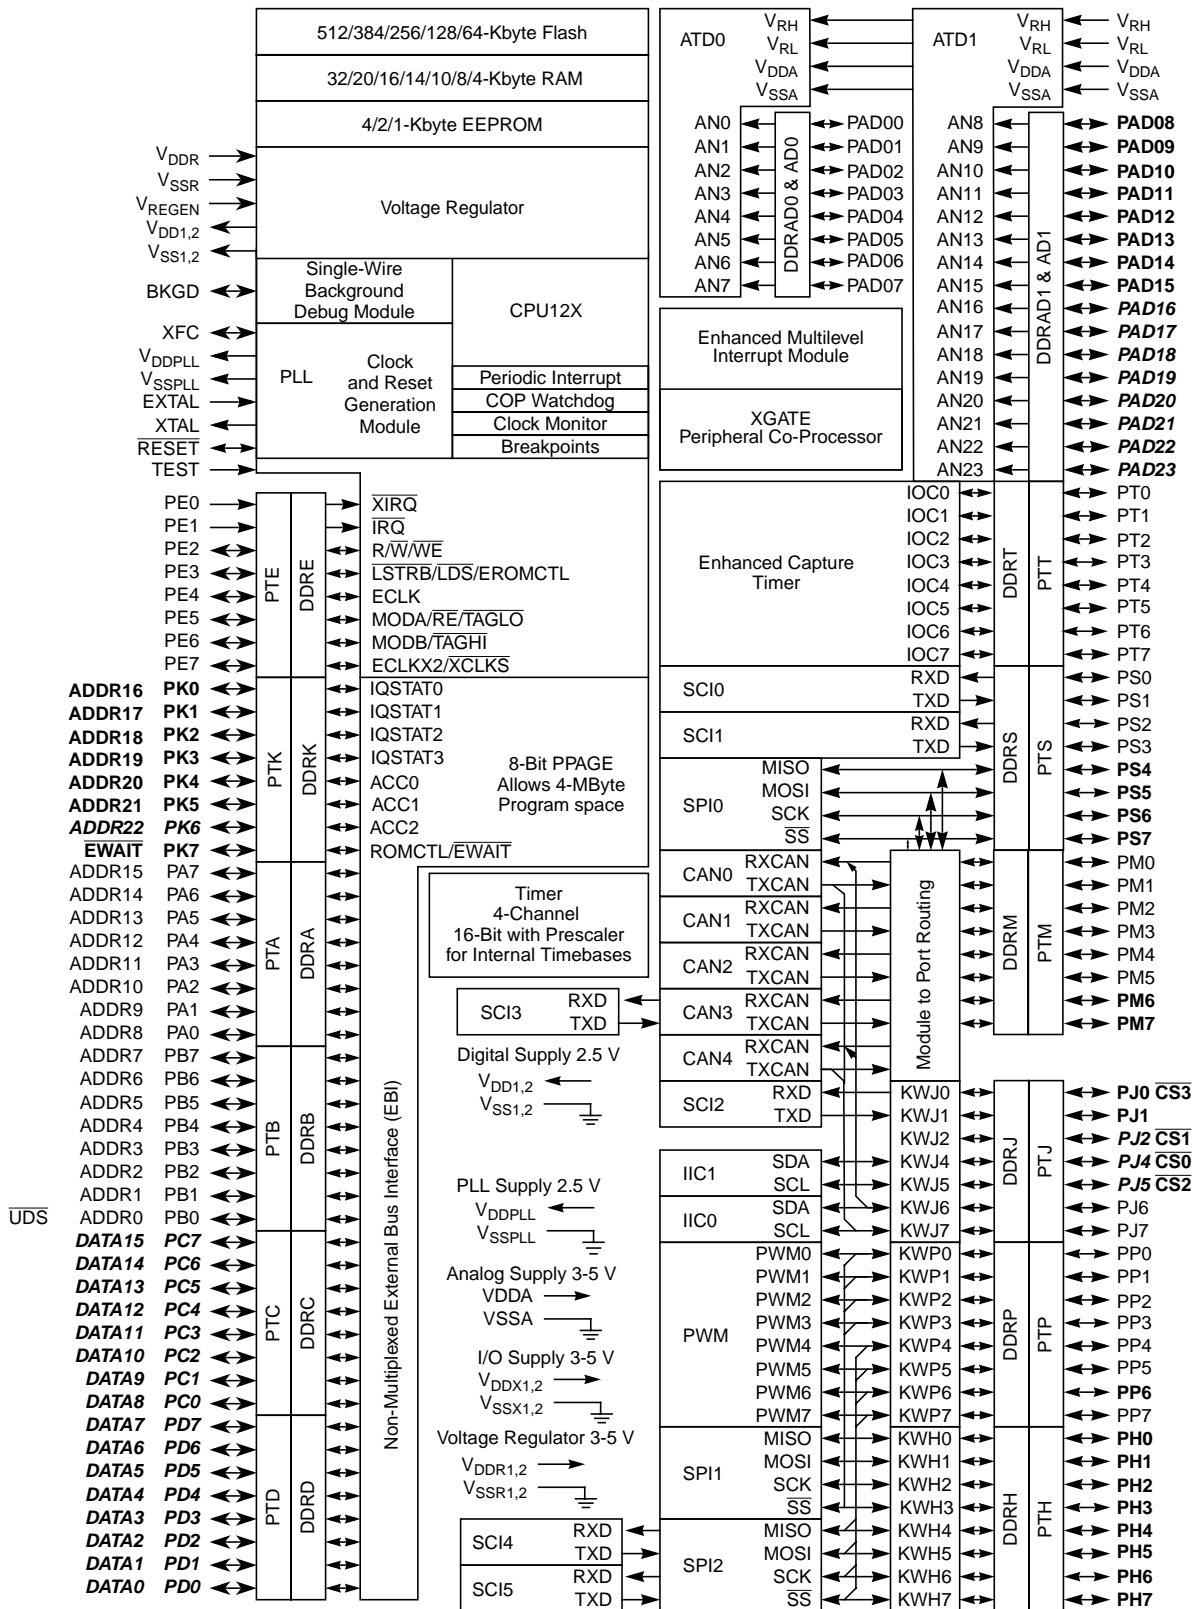 512/384/256/128/64-Kbyte Flash
32/20/16/14/10/8/4-Kbyte RAM
4/2/1-Kbyte EEPROM
VDDR
VSSR
VREGEN
VDD1,2
VSS1,2
Voltage Regulator
BKGD
Single-Wire
Background
Debug Module
CPU12X
XFC
VDDPLL
VSSPLL
EXTAL
XTAL
RESET
TEST
PLL
Clock
and Reset
Generation
Module
Periodic Interrupt
COP Watchdog
Clock Monitor
Breakpoints
PE0
PE1
PE2
PE3
PE4
PE5
PE6
PE7
PTE
DDRE
XIRQ
IRQ
R/W/WE
LSTRB/LDS/EROMCTL
ECLK
MODA/RE/TAGLO
MODB/TAGHI
ECLKX2/XCLKS
ADDR16 PK0
ADDR17 PK1
ADDR18 PK2
ADDR19 PK3
ADDR20 PK4
ADDR21 PK5
ADDR22 PK6
EWAIT PK7
PTK
DDRK
IQSTAT0
IQSTAT1
IQSTAT2
IQSTAT3
ACC0
ACC1
ACC2
ROMCTL/EWAIT
8-Bit PPAGE
Allows 4-MByte
Program space
ADDR15 PA7
ADDR14 PA6
ADDR13 PA5
ADDR12 PA4
ADDR11 PA3
ADDR10 PA2
ADDR9 PA1
ADDR8 PA0
PTA
DDRA
ADDR7 PB7
ADDR6 PB6
ADDR5 PB5
ADDR4 PB4
ADDR3 PB3
ADDR2 PB2
ADDR1 PB1
UDS ADDR0 PB0
PTB
DDRB
DATA15 PC7
DATA14 PC6
DATA13 PC5
DATA12 PC4
DATA11 PC3
DATA10 PC2
DATA9 PC1
DATA8 PC0
PTC
DDRC
DATA7 PD7
DATA6 PD6
DATA5 PD5
DATA4 PD4
DATA3 PD3
DATA2 PD2
DATA1 PD1
DATA0 PD0
PTD
DDRD
Non-Multiplexed External Bus Interface (EBI)
Timer
4-Channel
16-Bit with Prescaler
for Internal Timebases
SCI3
RXD
TXD
Digital Supply 2.5 V
VDD1,2
VSS1,2
PLL Supply 2.5 V
VDDPLL
VSSPLL
Analog Supply 3-5 V
VDDA
VSSA
I/O Supply 3-5 V
VDDX1,2
VSSX1,2
Voltage Regulator 3-5 V
VDDR1,2
VSSR1,2
SCI4
RXD
TXD
SCI5
RXD
TXD
ATD0
VRH
VRL
VDDA
VSSA
AN0
AN1
AN2
AN3
AN4
AN5
AN6
AN7
DDRAD0 & AD0
PAD00
PAD01
PAD02
PAD03
PAD04
PAD05
PAD06
PAD07
ATD1
VRH
VRL
VDDA
VSSA
VRH
VRL
VDDA
VSSA
AN8
AN9
AN10
AN11
AN12
AN13
AN14
AN15
AN16
AN17
AN18
AN19
AN20
AN21
AN22
AN23
DDRAD1 & AD1
PAD08
PAD09
PAD10
PAD11
PAD12
PAD13
PAD14
PAD15
PAD16
PAD17
PAD18
PAD19
PAD20
PAD21
PAD22
PAD23
Enhanced Multilevel
Interrupt Module
XGATE
Peripheral Co-Processor
Enhanced Capture
Timer
IOC0
IOC1
IOC2
IOC3
IOC4
IOC5
IOC6
IOC7
DDRT
PTT
PT0
PT1
PT2
PT3
PT4
PT5
PT6
PT7
SCI0
RXD
TXD
SCI1
RXD
TXD
SPI0
MISO
MOSI
SCK
SS
DDRS
PTS
PS0
PS1
PS2
PS3
PS4
PS5
PS6
PS7
CAN0
RXCAN
TXCAN
CAN1
RXCAN
TXCAN
CAN2
RXCAN
TXCAN
CAN3
RXCAN
TXCAN
CAN4
RXCAN
TXCAN
Module to Port Routing
DDRM
PTM
PM0
PM1
PM2
PM3
PM4
PM5
PM6
PM7
SCI2
RXD
TXD
IIC1
SDA
SCL
IIC0
SDA
SCL
KWJ0
KWJ1
KWJ2
KWJ4
KWJ5
KWJ6
KWJ7
DDRJ
PTJ
PJ0 CS3
PJ1
PJ2 CS1
PJ4 CS0
PJ5 CS2
PJ6
PJ7
PWM
PWM0
PWM1
PWM2
PWM3
PWM4
PWM5
PWM6
PWM7
KWP0
KWP1
KWP2
KWP3
KWP4
KWP5
KWP6
KWP7
DDRP
PTP
PP0
PP1
PP2
PP3
PP4
PP5
PP6
PP7
SPI1
MISO
MOSI
SCK
SS
SPI2
MISO
MOSI
SCK
SS
KWH0
KWH1
KWH2
KWH3
KWH4
KWH5
KWH6
KWH7
DDRH
PTH
PH0
PH1
PH2
PH3
PH4
PH5
PH6
PH7